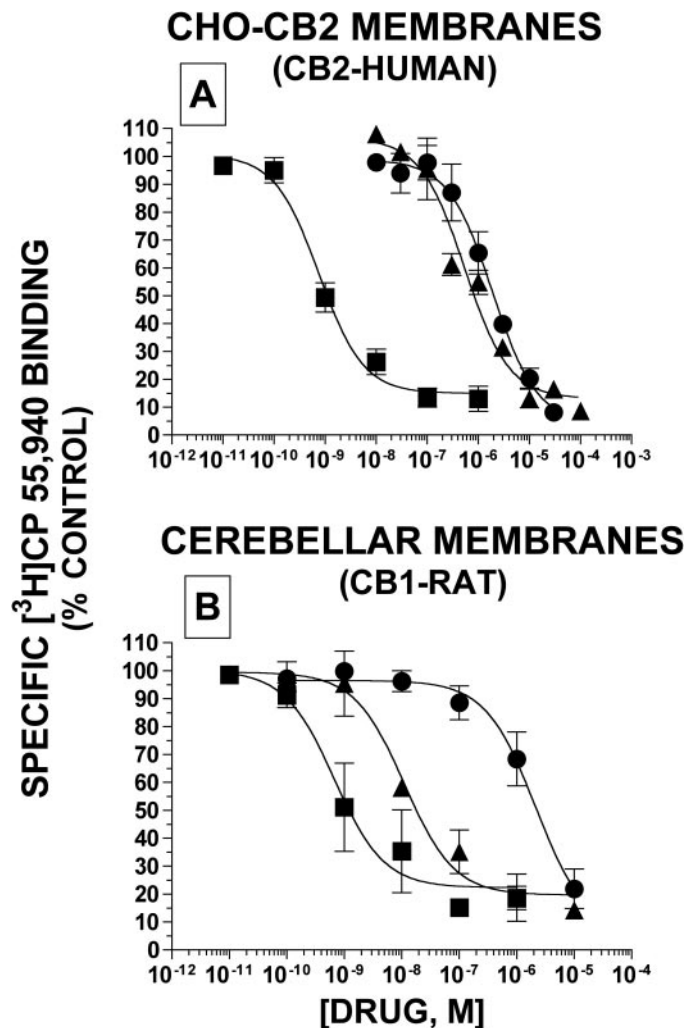 CHO-CB2 MEMBRANES
(CB2-HUMAN)
A
110
100
90
80
70
60
50
40
30
20
10
0
10⁻¹² 10⁻¹¹ 10⁻¹⁰ 10⁻⁹ 10⁻⁸ 10⁻⁷ 10⁻⁶ 10⁻⁵ 10⁻⁴ 10⁻³
SPECIFIC [³H]CP 55,940 BINDING
(% CONTROL)
CEREBELLAR MEMBRANES
(CB1-RAT)
B
110
100
90
80
70
60
50
40
30
20
10
0
10⁻¹² 10⁻¹¹ 10⁻¹⁰ 10⁻⁹ 10⁻⁸ 10⁻⁷ 10⁻⁶ 10⁻⁵ 10⁻⁴
[DRUG, M]